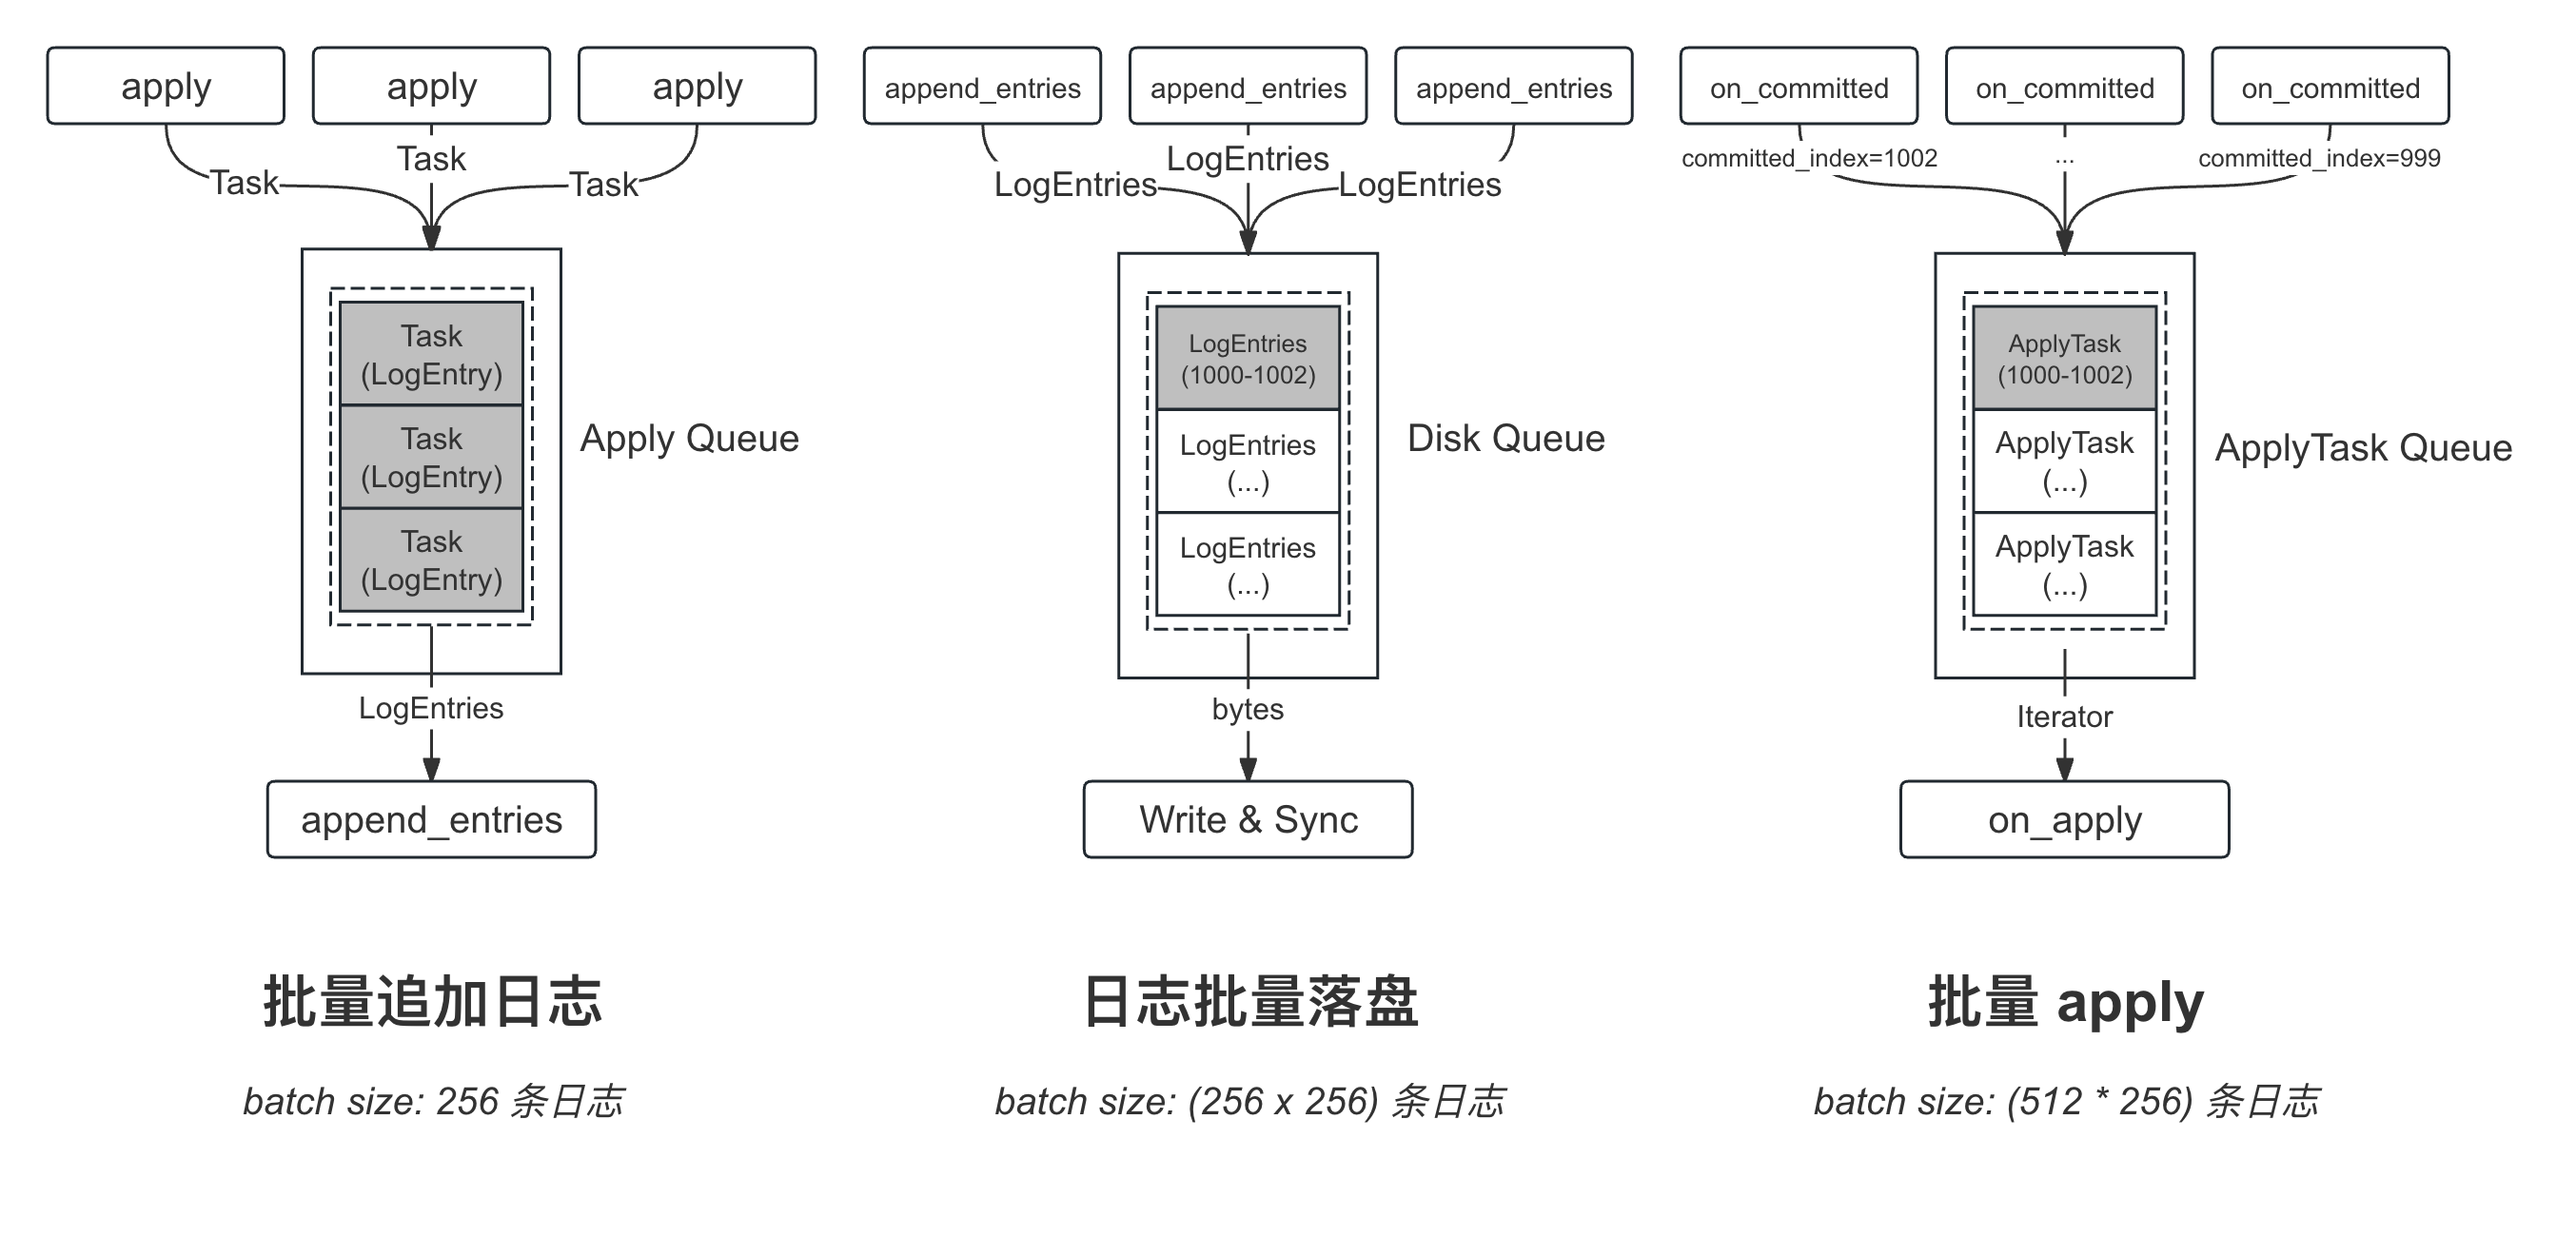 apply
apply
apply
Task
Task
Task
Task
(LogEntry)
Task
(LogEntry)
Task
(LogEntry)
Apply Queue
LogEntries
append_entries
批量追加日志
batch size: 256 条日志
append_entries
append_entries
append_entries
LogEntries
LogEntries
LogEntries
LogEntries
(1000-1002)
LogEntries
(...)
LogEntries
(...)
Disk Queue
bytes
Write & Sync
日志批量落盘
batch size: (256 x 256) 条日志
on_committed
on_committed
on_committed
committed_index=1002
...
committed_index=999
ApplyTask
(1000-1002)
ApplyTask
(...)
ApplyTask
(...)
ApplyTask Queue
Iterator
on_apply
批量 apply
batch size: (512 * 256) 条日志